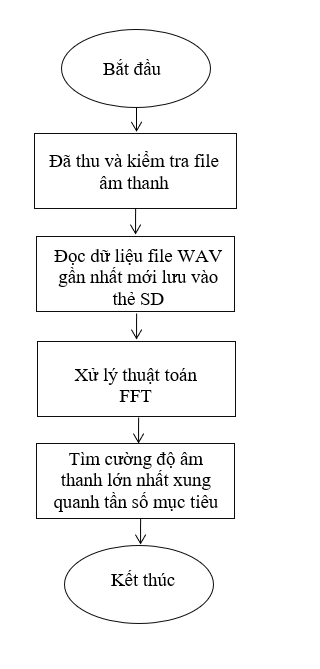 Bắt đầu
Đã thu và kiểm tra file
âm thanh
Đọc dữ liệu file WAV
gần nhất mới lưu vào
thẻ SD
Xử lý thuật toán
FFT
Tìm cường độ âm
thanh lớn nhất xung
quanh tần số mục tiêu
Kết thúc